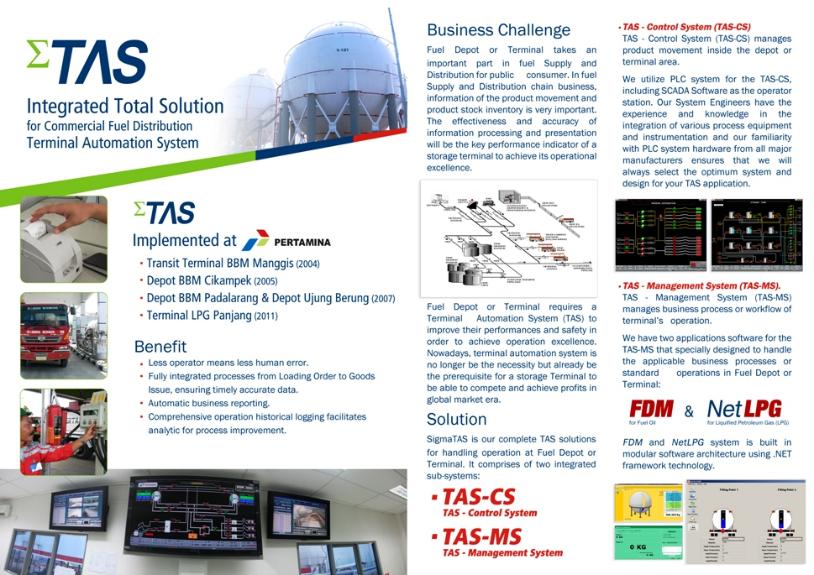 ΣTAS
Integrated Total Solution
for Commercial Fuel Distribution
Terminal Automation System
ΣTAS
Implemented at PERTAMINA
• Transit Terminal BBM Manggis (2004)
• Depot BBM Cikampek (2005)
• Depot BBM Padalarang & Depot Ujung Berung (2007)
• Terminal LPG Panjang (2011)
Benefit
• Less operator means less human error.
• Fully integrated processes from Loading Order to Goods
Issue, ensuring timely accurate data.
• Automatic business reporting.
• Comprehensive operation historical logging facilitates
analytic for process improvement.
Business Challenge
Fuel Depot or Terminal takes an
important part in fuel Supply and
Distribution for public consumer. In fuel
Supply and Distribution chain business,
information of the product movement and
product stock inventory is very important.
The effectiveness and accuracy of
information processing and presentation
will be the key performance indicator of a
storage terminal to achieve its operational
excellence.
Fuel Depot or Terminal requires a
Terminal Automation System (TAS) to
improve their performances and safety in
order to achieve operation excellence.
Nowadays, terminal automation system is
no longer be the necessity but already be
the prerequisite for a storage Terminal to
be able to compete and achieve profits in
global market era.
Solution
SigmaTAS is our complete TAS solutions
for handling operation at Fuel Depot or
Terminal. It comprises of two integrated
sub-systems:
▪ TAS-CS
TAS - Control System
▪ TAS-MS
TAS - Management System
• TAS - Control System (TAS-CS)
TAS - Control System (TAS-CS) manages
product movement inside the depot or
terminal area.
We utilize PLC system for the TAS-CS,
including SCADA Software as the operator
station. Our System Engineers have the
experience and knowledge in the
integration of various process equipment
and instrumentation and our familiarity
with PLC system hardware from all major
manufacturers ensures that we will
always select the optimum system and
design for your TAS application.
• TAS - Management System (TAS-MS).
TAS - Management System (TAS-MS)
manages business process or workflow of
terminal's operation.
We have two applications software for the
TAS-MS that specially designed to handle
the applicable business processes or
standard operations in Fuel Depot or
Terminal:
FDM & NetLPG
for Fuel Oil for Liquified Petroleum Gas (LPG)
FDM and NetLPG system is built in
modular software architecture using .NET
framework technology.
Filling Point 1 Filling Point 2
0 KG